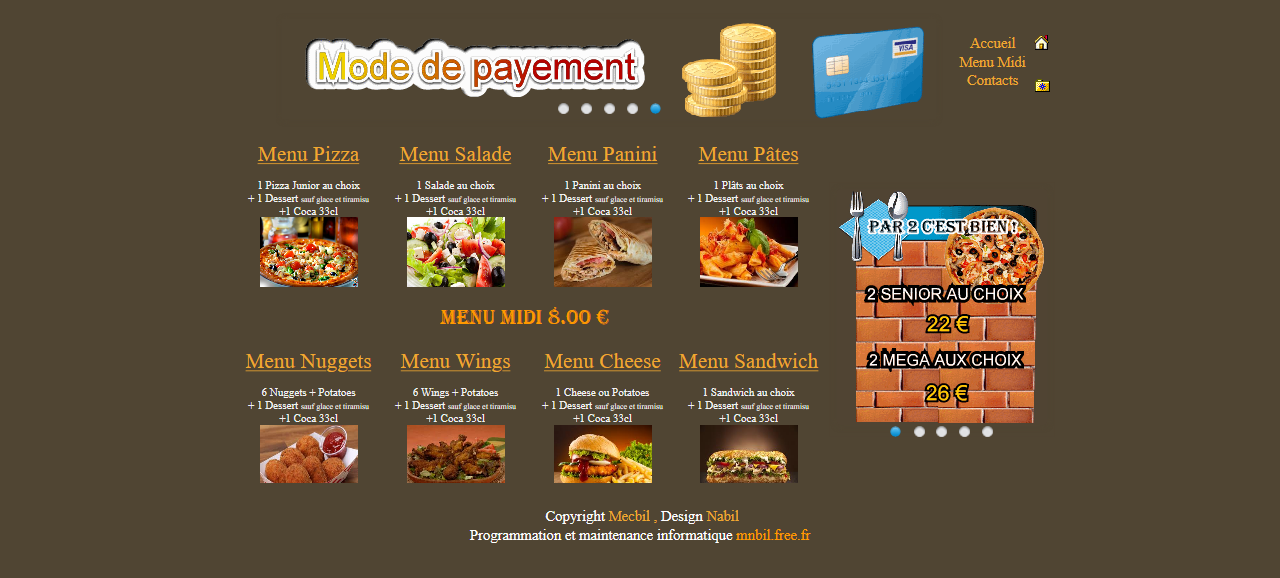 Mode de payement
VISA
Accueil
Menu Midi
Contacts
Menu Pizza
1 Pizza Junior au choix
+ 1 Dessert sauf glace et tiramisu
+1 Coca 33cl
Menu Salade
1 Salade au choix
+ 1 Dessert sauf glace et tiramisu
+1 Coca 33cl
Menu Panini
1 Panini au choix
+ 1 Dessert sauf glace et tiramisu
+1 Coca 33cl
Menu Pâtes
1 Plâts au choix
+ 1 Dessert sauf glace et tiramisu
+1 Coca 33cl
MENU MIDI 8.00 €
Menu Nuggets
6 Nuggets + Potatoes
+ 1 Dessert sauf glace et tiramisu
+1 Coca 33cl
Menu Wings
6 Wings + Potatoes
+ 1 Dessert sauf glace et tiramisu
+1 Coca 33cl
Menu Cheese
1 Cheese ou Potatoes
+ 1 Dessert sauf glace et tiramisu
+1 Coca 33cl
Menu Sandwich
1 Sandwich au choix
+ 1 Dessert sauf glace et tiramisu
+1 Coca 33cl
PAR 2 C'EST BIEN !
2 SENIOR AU CHOIX
22 €
2 MEGA AUX CHOIX
26 €
Copyright Mecbil , Design Nabil
Programmation et maintenance informatique mnbil.free.fr